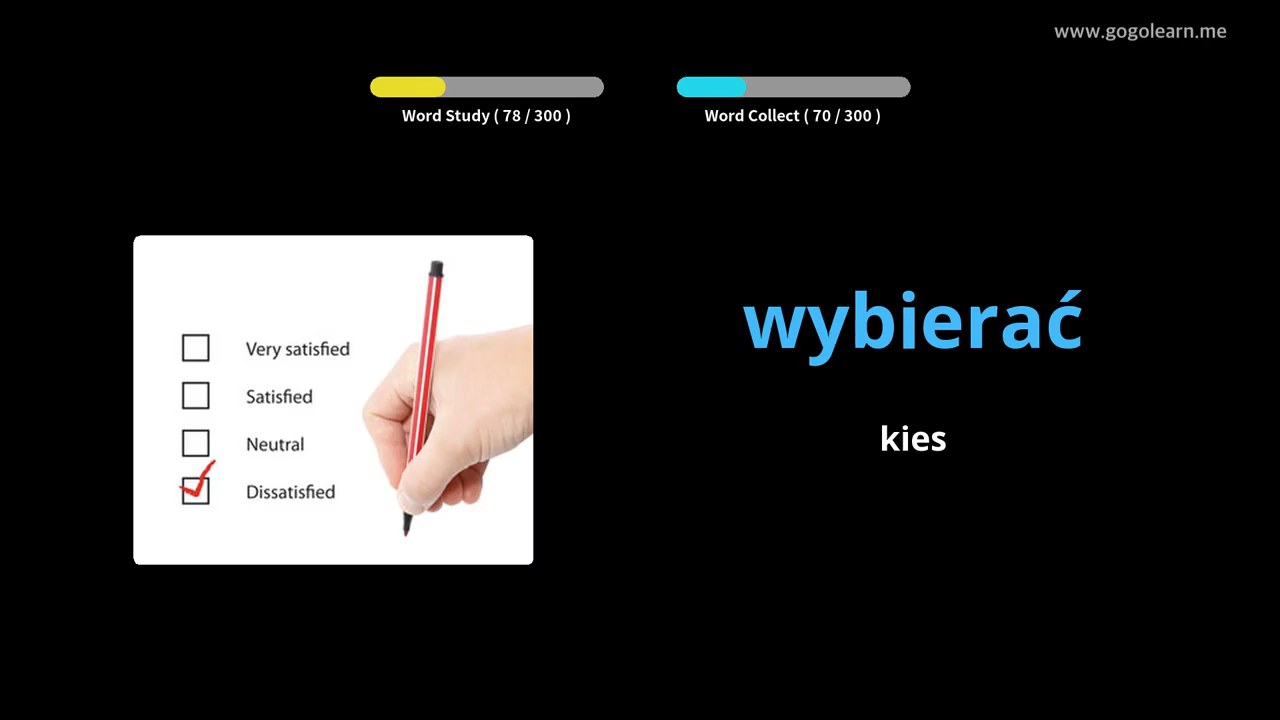 www.gogolearn.me
Word Study ( 78 / 300 )
Word Collect ( 70 / 300 )
Very satisfied
Satisfied
Neutral
Dissatisfied
wybierać
kies